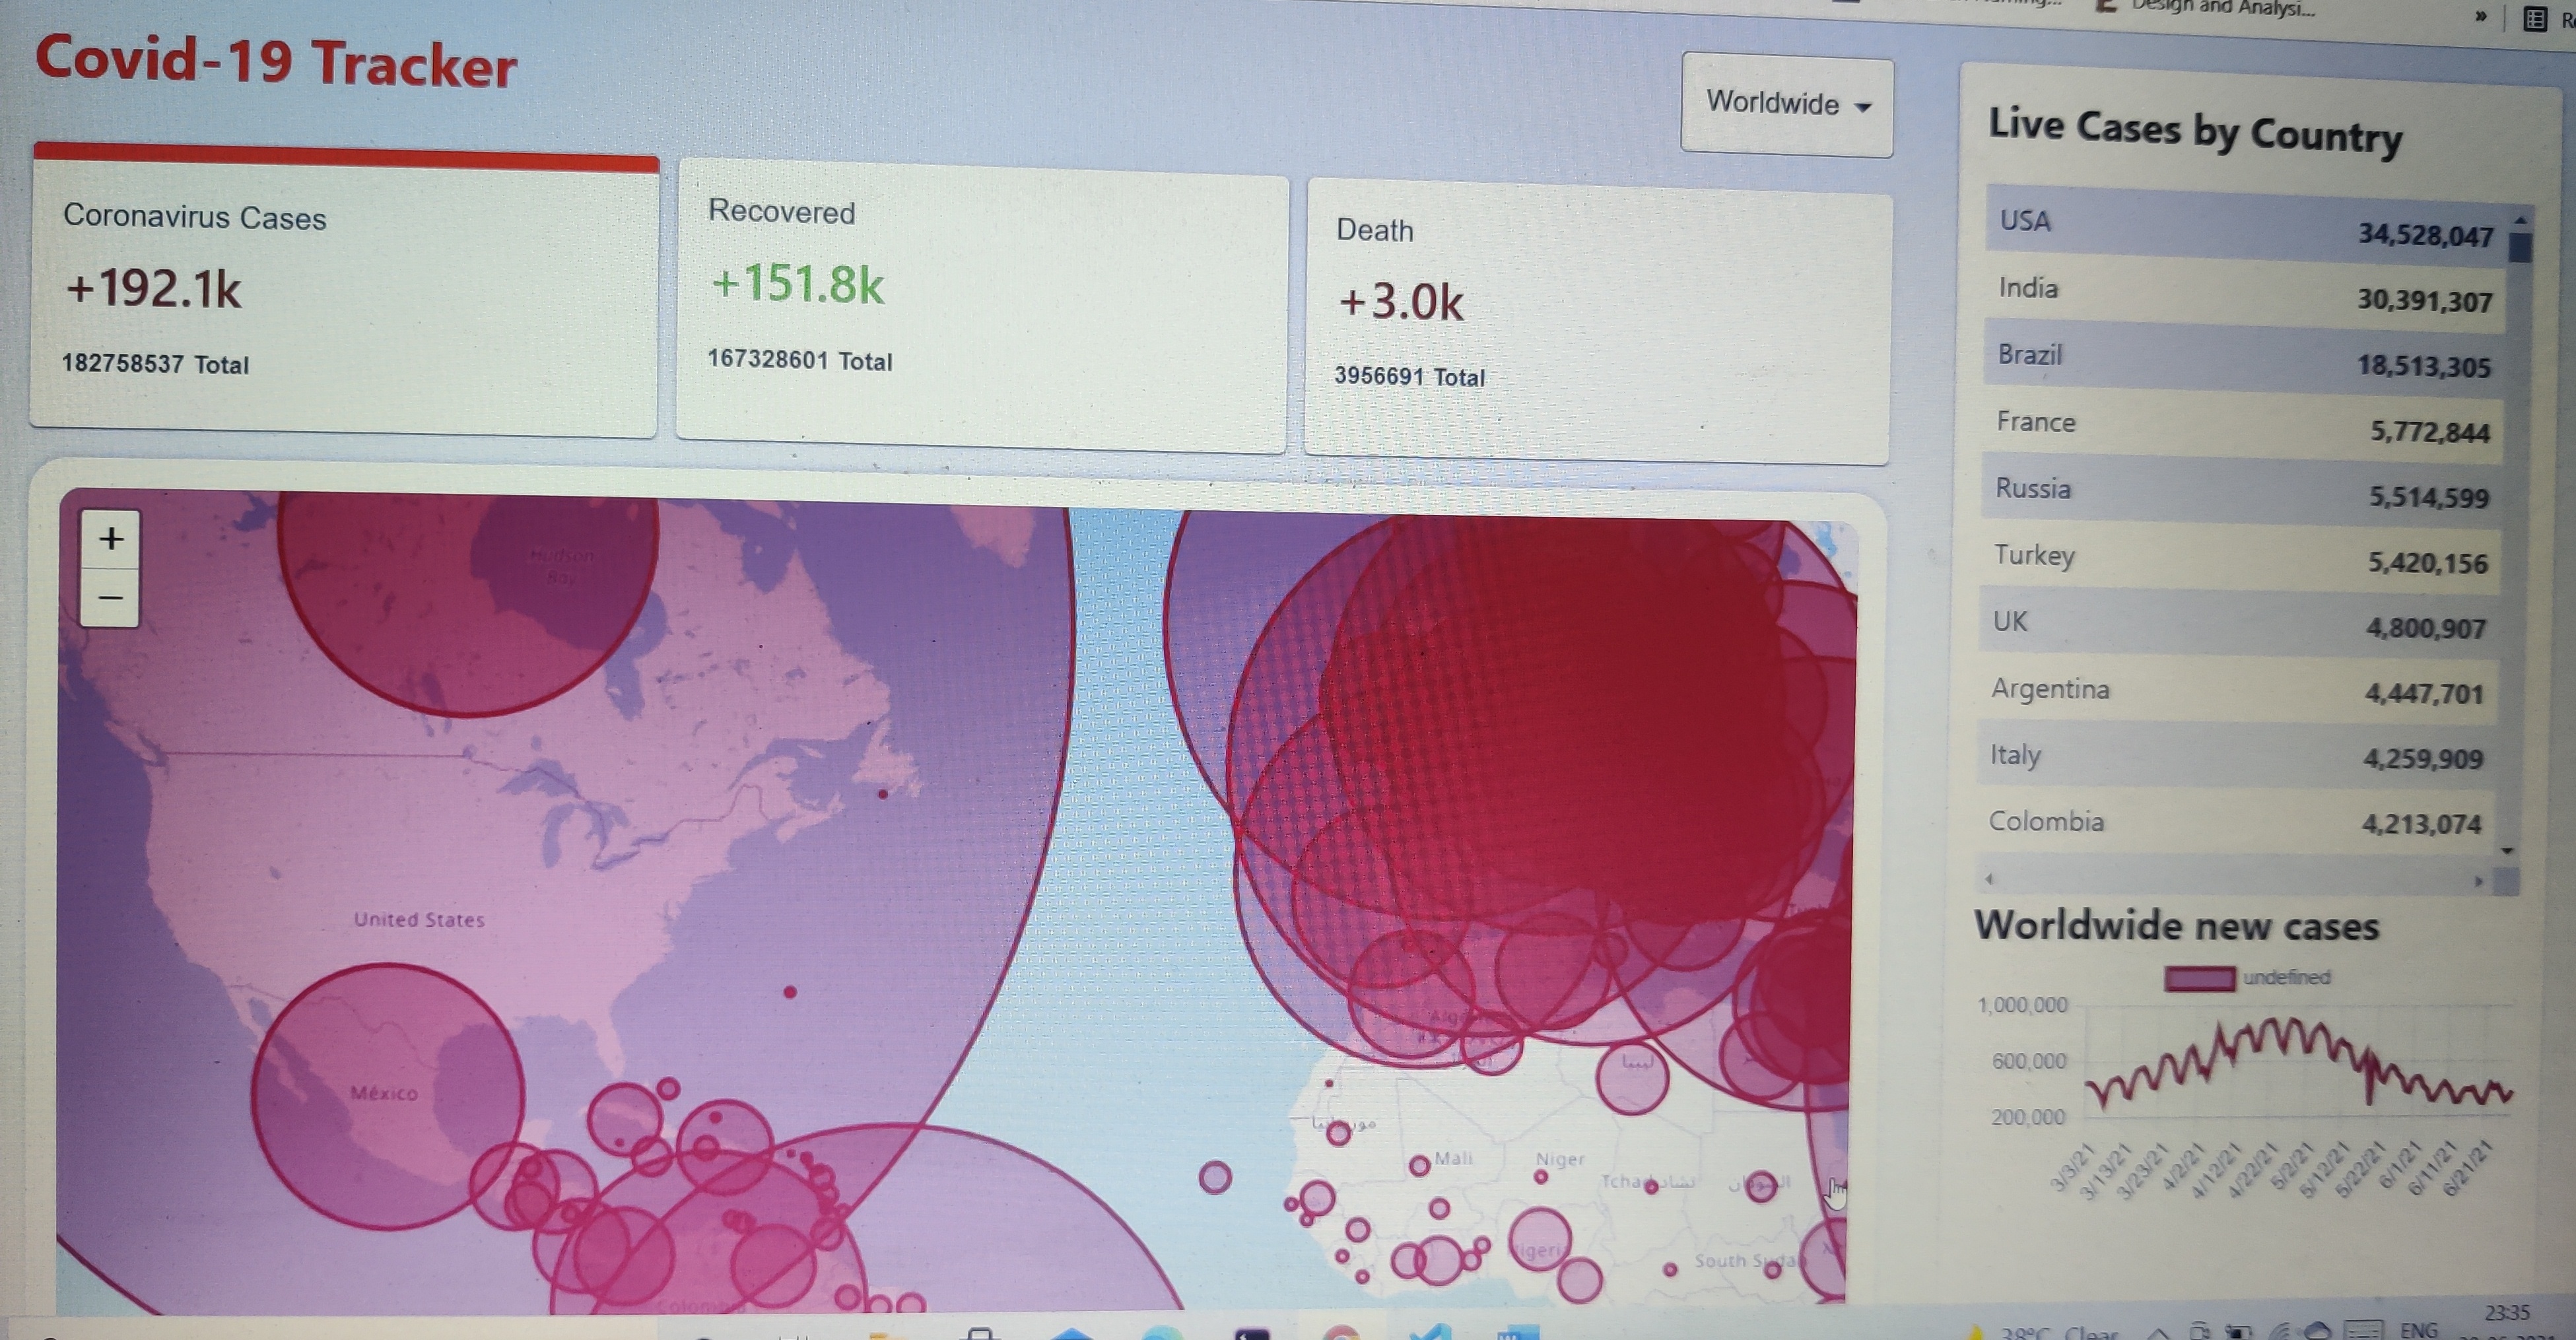 Design and Analysi...
»
Covid-19 Tracker
Worldwide
Coronavirus Cases
+192.1k
182758537 Total
Recovered
+151.8k
167328601 Total
Death
+3.0k
3956691 Total
+
−
Hudson
Bay
United States
México
Mali
Niger
Tchad تشاد
السودان
ليبيا
South Sudan
Live Cases by Country
USA 34,528,047
India 30,391,307
Brazil 18,513,305
France 5,772,844
Russia 5,514,599
Turkey 5,420,156
UK 4,800,907
Argentina 4,447,701
Italy 4,259,909
Colombia 4,213,074
Worldwide new cases
undefined
1,000,000
600,000
200,000
3/3/21
3/13/21
3/23/21
4/2/21
4/12/21
4/22/21
5/2/21
5/12/21
5/22/21
6/1/21
6/11/21
6/21/21
38°C Clear
ENG
23:35